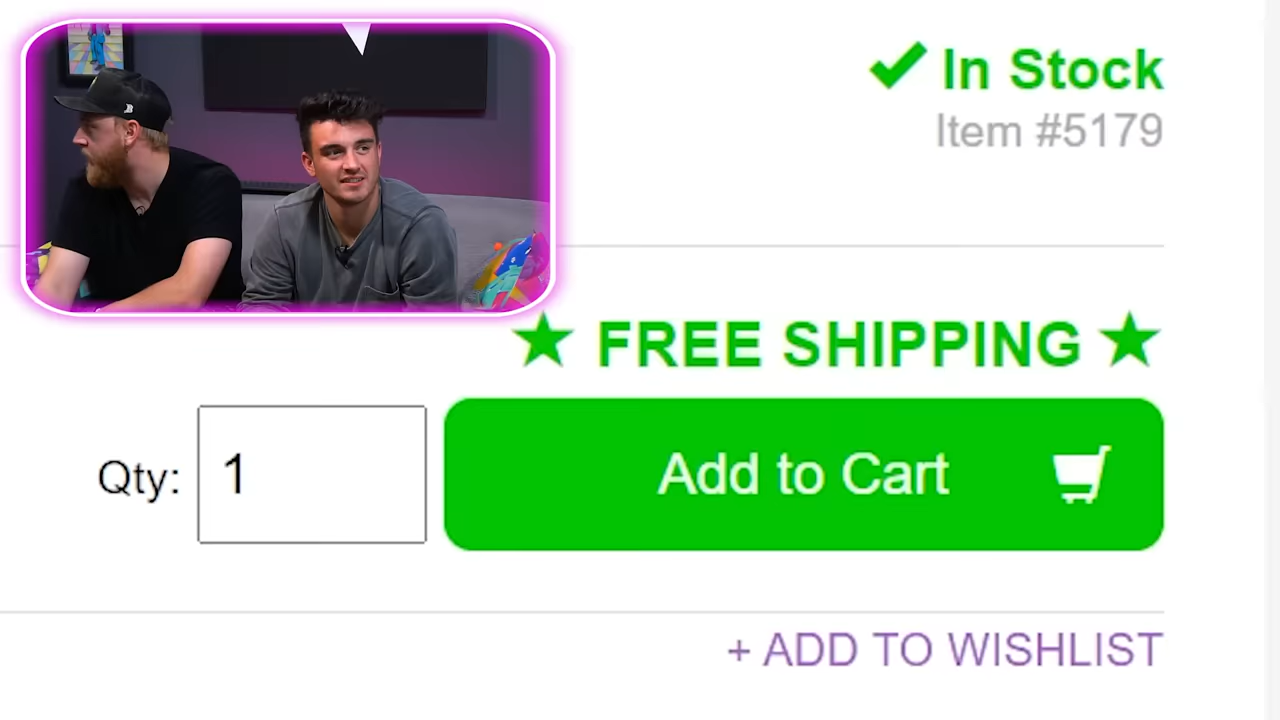 In Stock
Item #5179
FREE SHIPPING
Qty: 1 Add to Cart
+ ADD TO WISHLIST